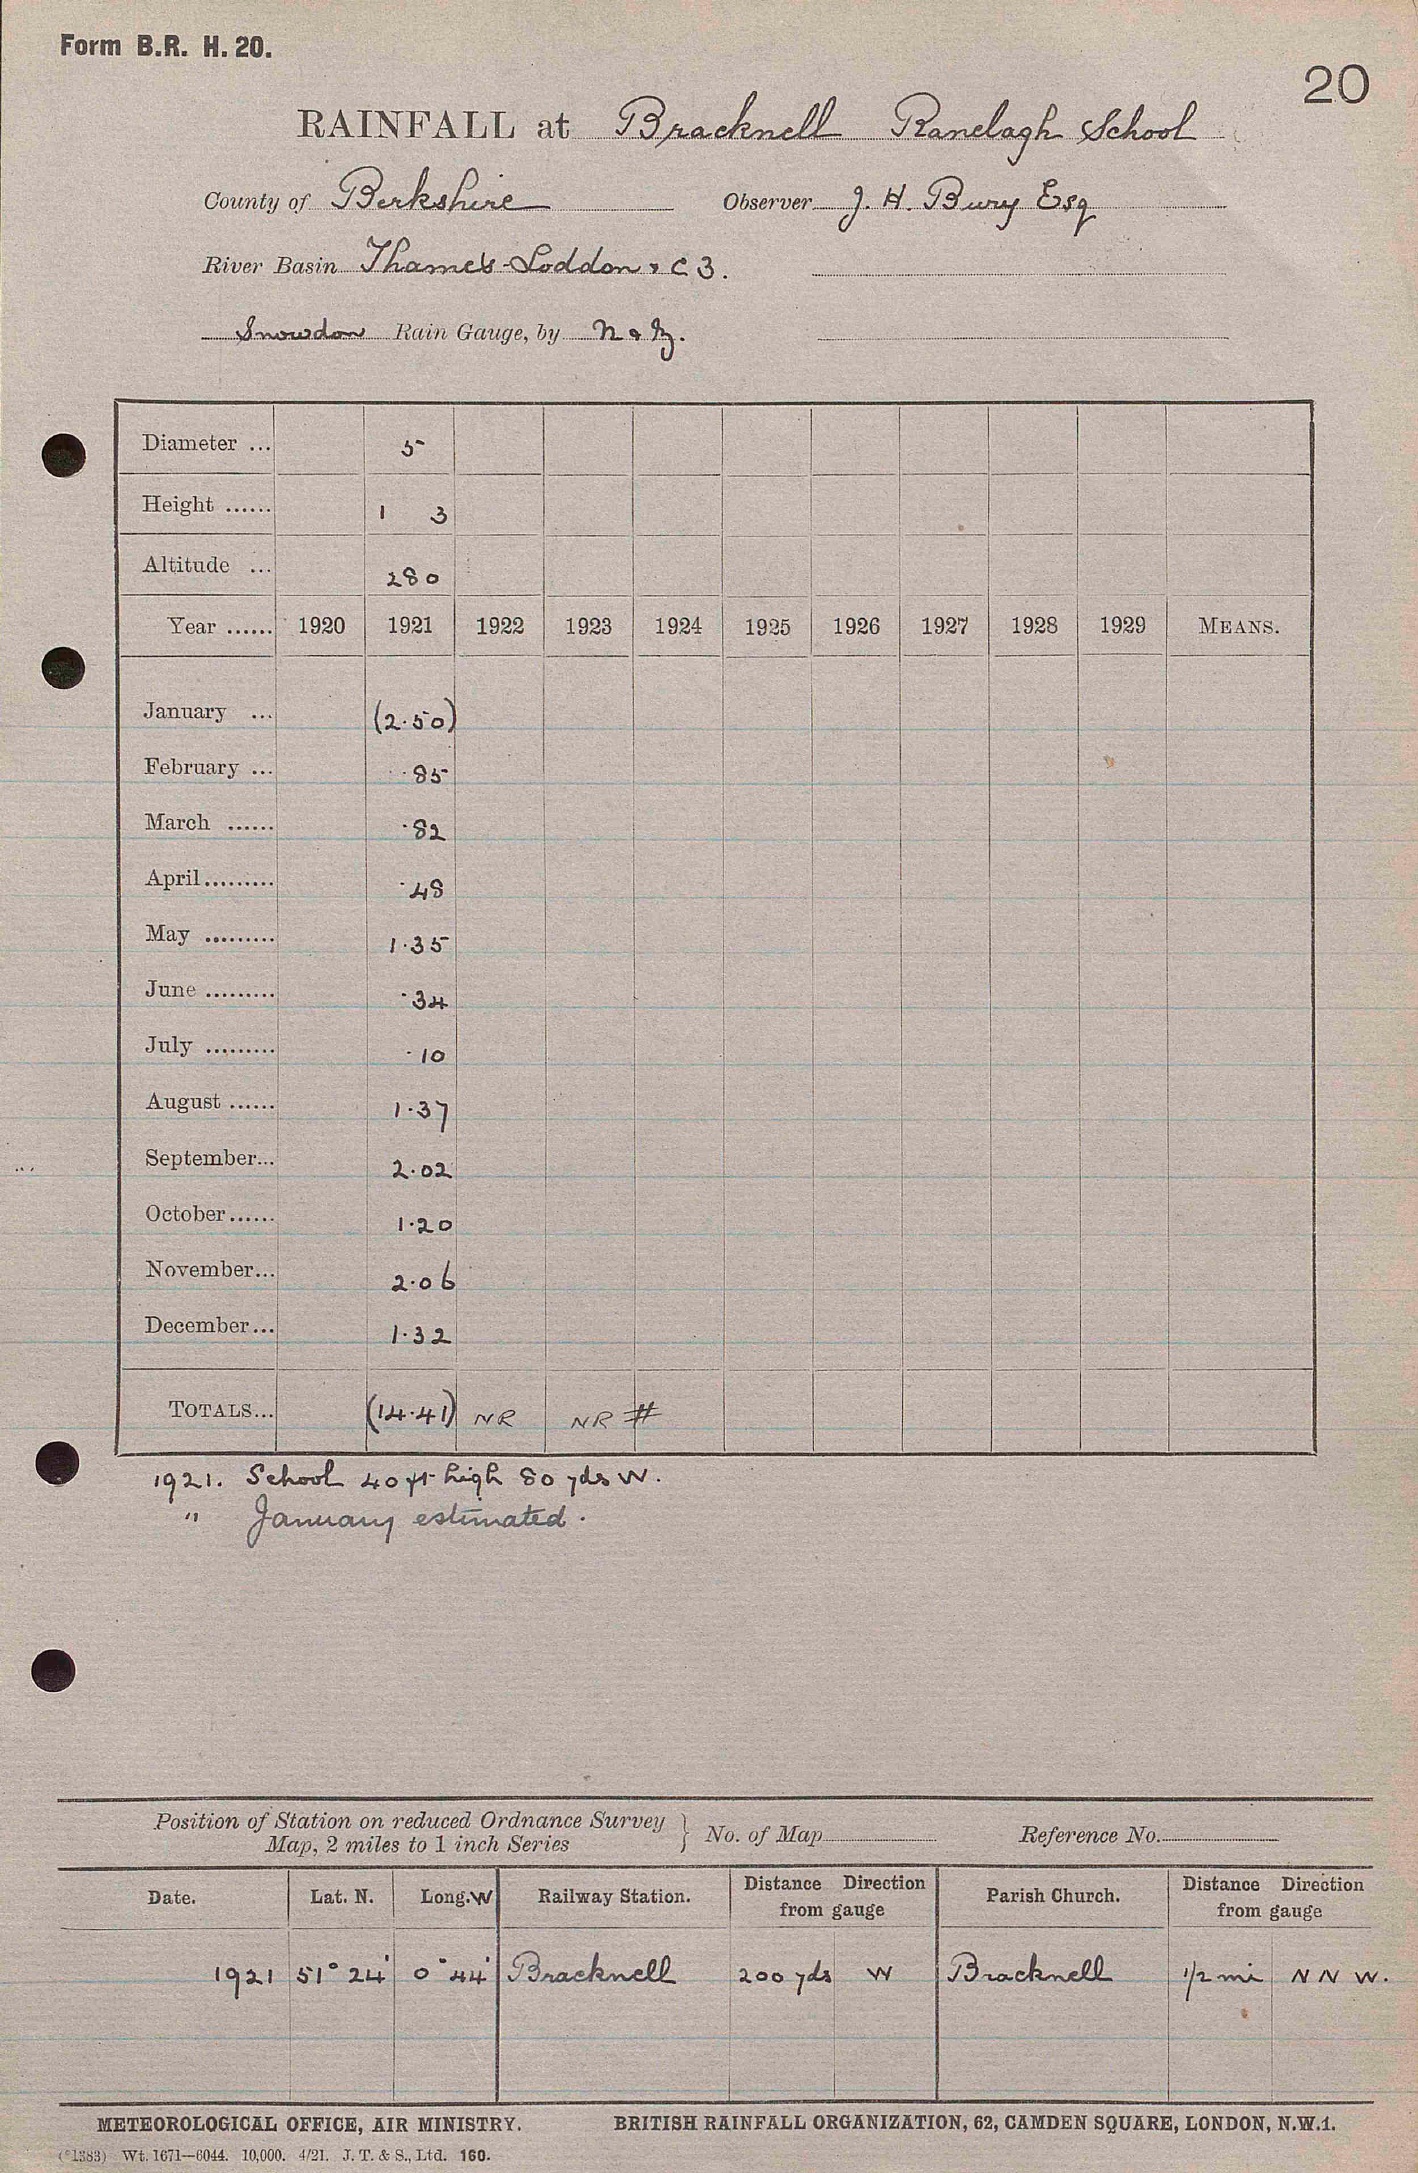 Form B.R. H. 20.
20
RAINFALL at Bracknell Ranelagh School
County of Berkshire Observer J. H. Bury Esq
River Basin Thames-Loddon, C 3.
Snowdon Rain Gauge, by N & Z.
Diameter ... 5
Height ...... 1 3
Altitude ... 280
Year ...... 1920 1921 1922 1923 1924 1925 1926 1927 1928 1929 MEANS.
January ... (2.50)
February ... .85
March ...... .82
April ......... .48
May ......... 1.35
June ......... .34
July ......... .10
August ...... 1.37
September... 2.02
October...... 1.20
November... 2.06
December... 1.32
TOTALS... (14.41) NR NR #
1921. School 40 ft high 80 yds W.
" January estimated.
Position of Station on reduced Ordnance Survey
Map, 2 miles to 1 inch Series } No. of Map Reference No.
Date. Lat. N. Long. W Railway Station. Distance Direction from gauge Parish Church. Distance Direction from gauge
1921 51° 24' 0° 44' Bracknell 200 yds W Bracknell 1/2 mi N N W.
METEOROLOGICAL OFFICE, AIR MINISTRY. BRITISH RAINFALL ORGANIZATION, 62, CAMDEN SQUARE, LONDON, N.W.1.
(*1383) Wt. 1671—6044. 10,000. 4/21. J. T. & S., Ltd. 160.